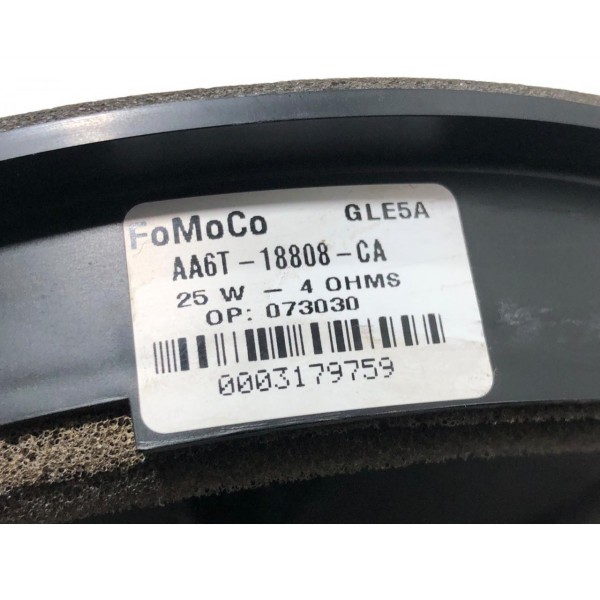 FoMoCo GLE5A
AA6T-18808-CA
25 W - 4 OHMS
OP: 073030
0003179759